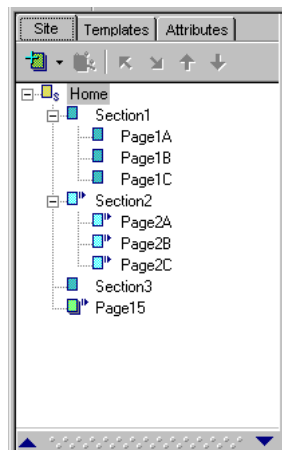 Site Templates Attributes
S Home
Section1
Page1A
Page1B
Page1C
Section2
Page2A
Page2B
Page2C
Section3
Page15